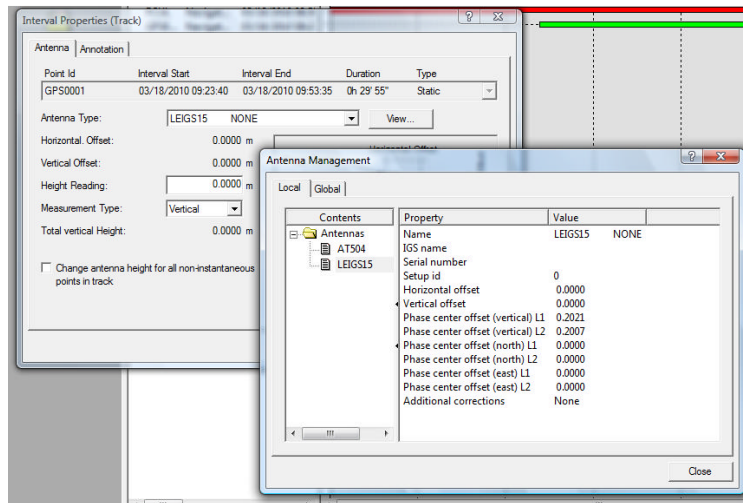 Interval Properties (Track)
Antenna Annotation
Point Id Interval Start Interval End Duration Type
GPS0001 03/18/2010 09:23:40 03/18/2010 09:53:35 0h 29' 55" Static
Antenna Type: LEIGS15 NONE View...
Horizontal. Offset: 0.0000 m
Vertical Offset: 0.0000 m
Height Reading: 0.0000 m
Measurement Type: Vertical
Total vertical Height: 0.0000 m
Change antenna height for all non-instantaneous
points in track
Antenna Management
Local Global
Contents Property Value
Antennas Name LEIGS15 NONE
AT504 IGS name
LEIGS15 Serial number
Setup id 0
Horizontal offset 0.0000
Vertical offset 0.0000
Phase center offset (vertical) L1 0.2021
Phase center offset (vertical) L2 0.2007
Phase center offset (north) L1 0.0000
Phase center offset (north) L2 0.0000
Phase center offset (east) L1 0.0000
Phase center offset (east) L2 0.0000
Additional corrections None
Close